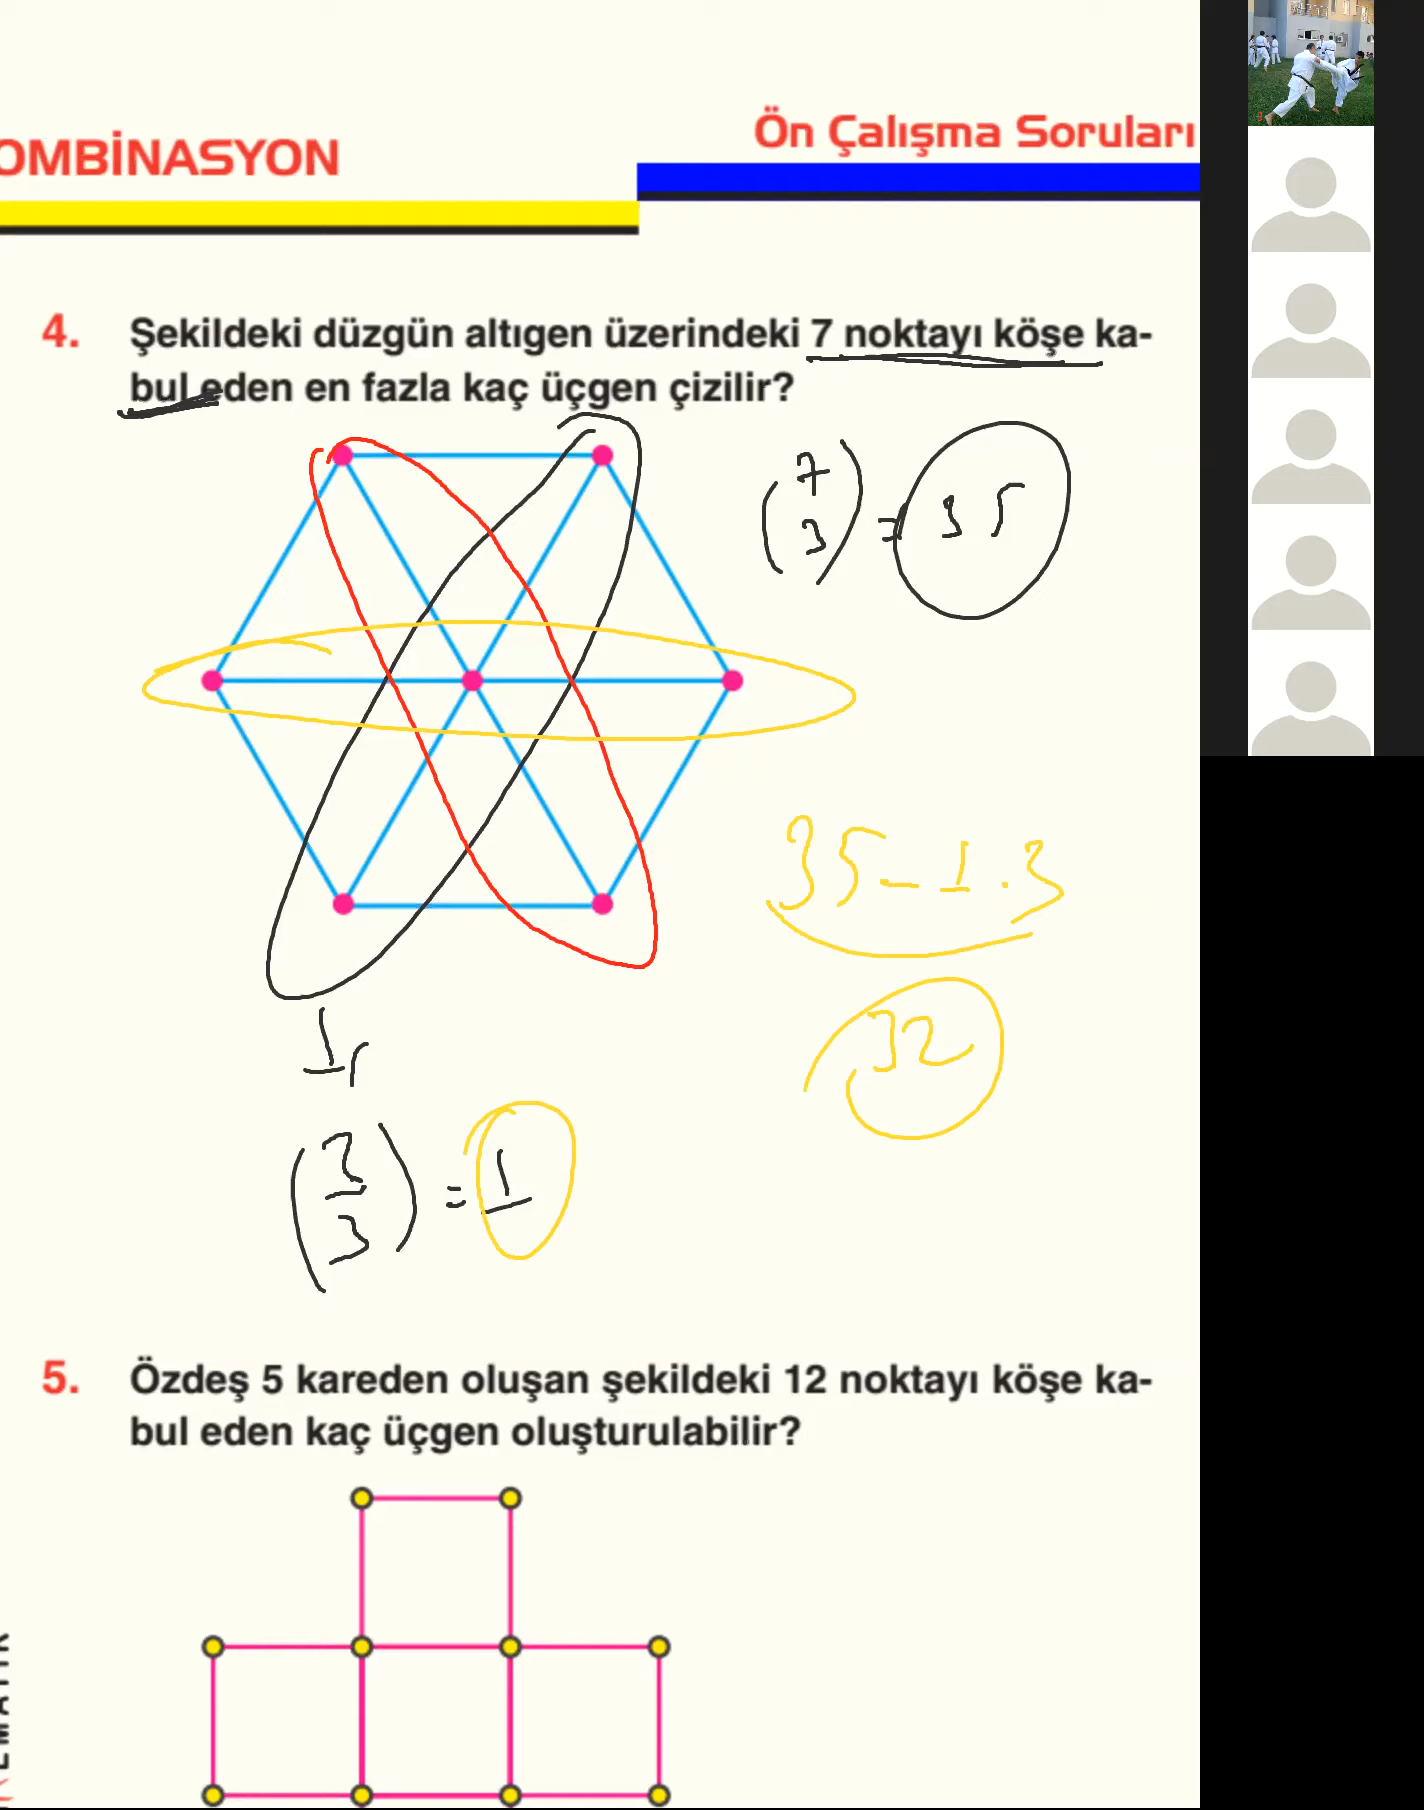 OMBİNASYON
Ön Çalışma Soruları
4. Şekildeki düzgün altıgen üzerindeki 7 noktayı köşe ka-
bul eden en fazla kaç üçgen çizilir?
(7 3) = 35
35 - 1 . 3
32
(3 3) = 1
5. Özdeş 5 kareden oluşan şekildeki 12 noktayı köşe ka-
bul eden kaç üçgen oluşturulabilir?